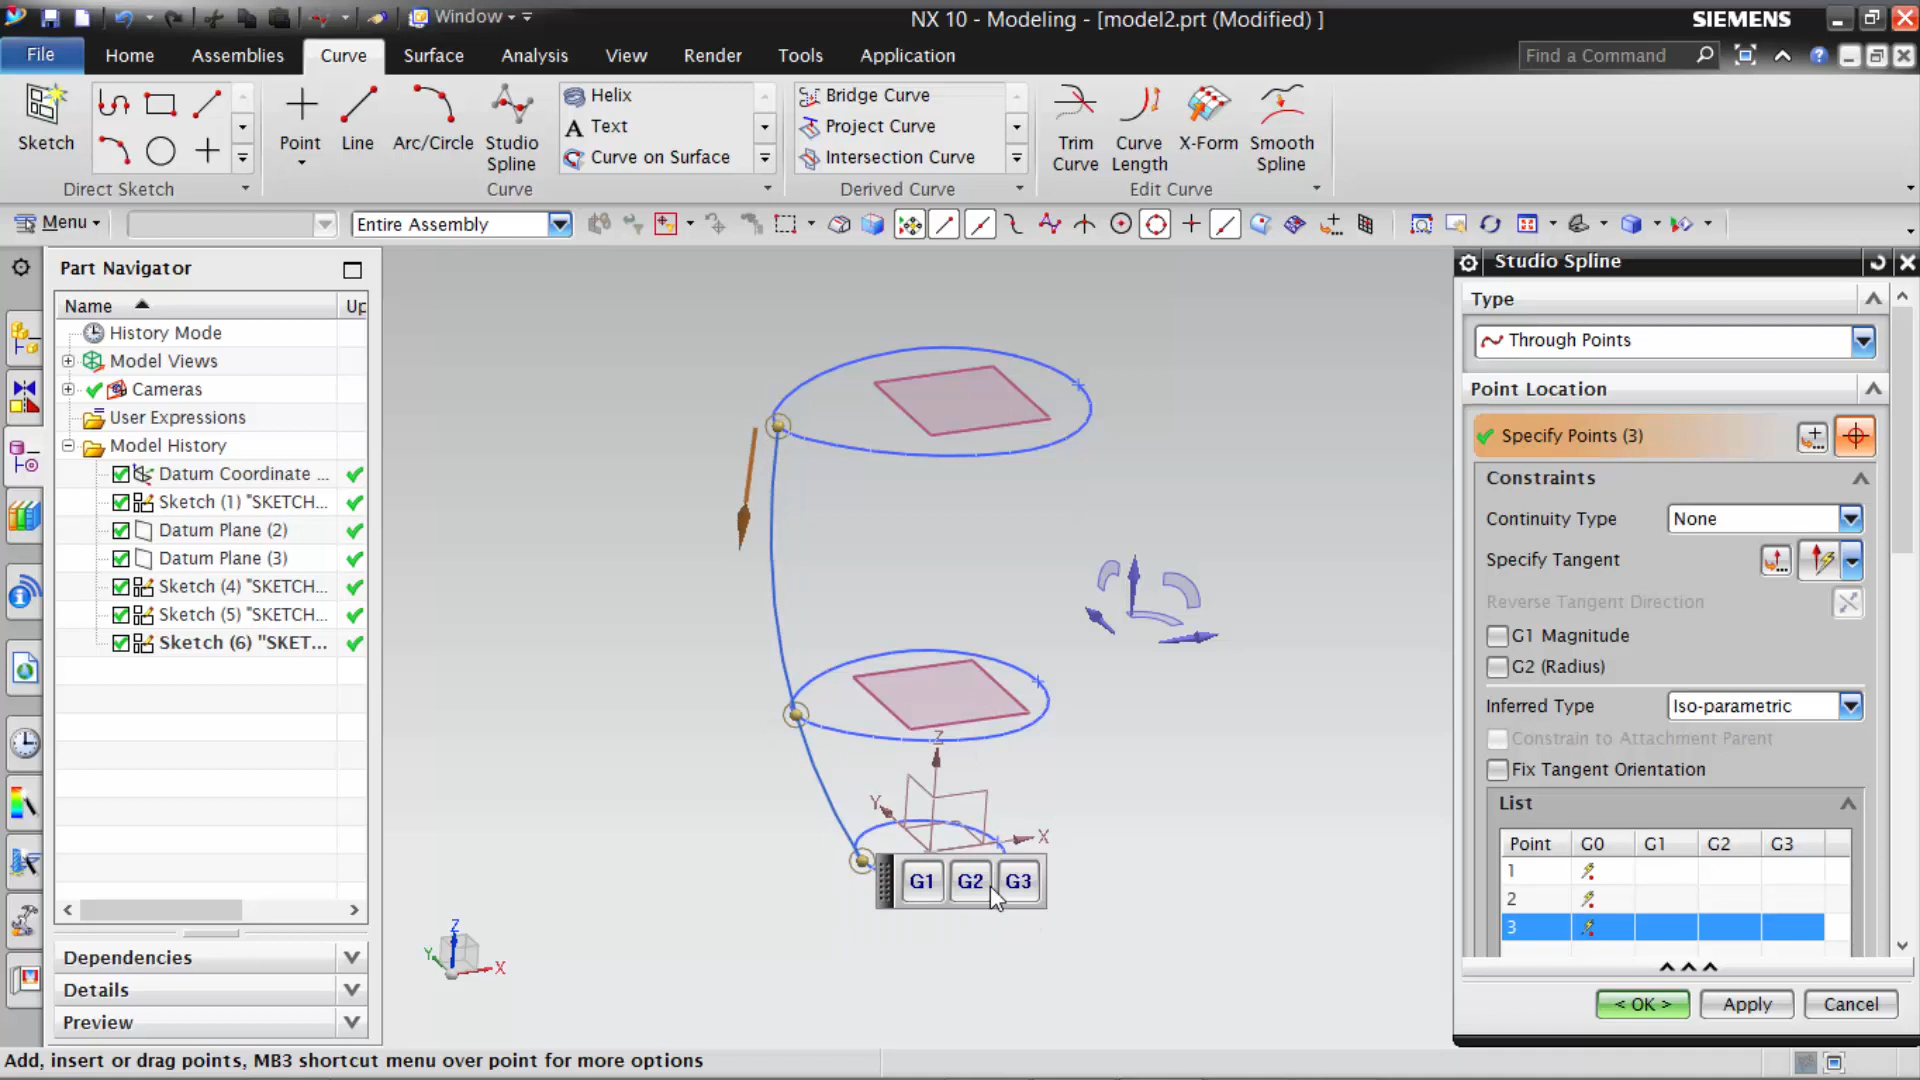 Window
NX 10 - Modeling - [model2.prt (Modified) ]
SIEMENS
File
Home
Assemblies
Curve
Surface
Analysis
View
Render
Tools
Application
Find a Command
Sketch
Point
Line
Arc/Circle
Studio
Spline
Helix
A Text
Curve on Surface
Bridge Curve
Project Curve
Intersection Curve
Trim
Curve
Curve
Length
X-Form
Smooth
Spline
Direct Sketch
Curve
Derived Curve
Edit Curve
Menu
Entire Assembly
Part Navigator
Name
Up
History Mode
Model Views
Cameras
User Expressions
Model History
Datum Coordinate ...
Sketch (1) "SKETCH...
Datum Plane (2)
Datum Plane (3)
Sketch (4) "SKETCH...
Sketch (5) "SKETCH...
Sketch (6) "SKET...
Dependencies
Details
Preview
Z
Y
X
G1
G2
G3
Z
Y
X
Studio Spline
Type
Through Points
Point Location
Specify Points (3)
Constraints
Continuity Type
None
Specify Tangent
Reverse Tangent Direction
G1 Magnitude
G2 (Radius)
Inferred Type
Iso-parametric
Constrain to Attachment Parent
Fix Tangent Orientation
List
Point G0 G1 G2 G3
1
2
3
< OK >
Apply
Cancel
Add, insert or drag points, MB3 shortcut menu over point for more options